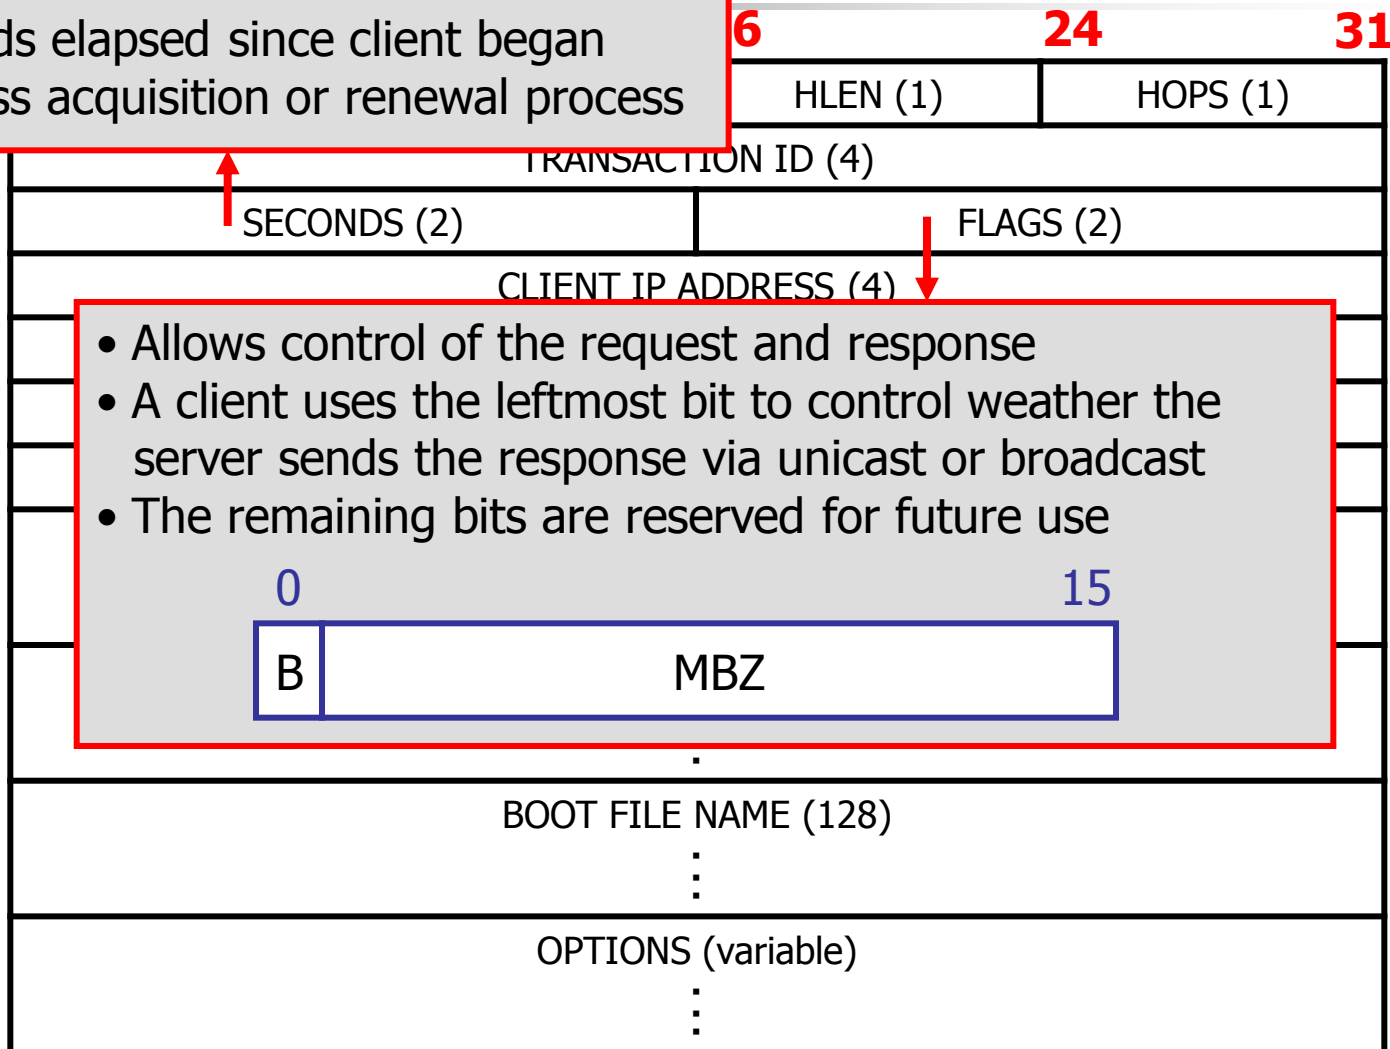 elapsed since client began
acquisition or renewal process
24 31
HLEN (1) HOPS (1)
TRANSACTION ID (4)
SECONDS (2) FLAGS (2)
CLIENT IP ADDRESS (4)
• Allows control of the request and response
• A client uses the leftmost bit to control weather the
server sends the response via unicast or broadcast
• The remaining bits are reserved for future use
0 15
B MBZ
BOOT FILE NAME (128)
OPTIONS (variable)